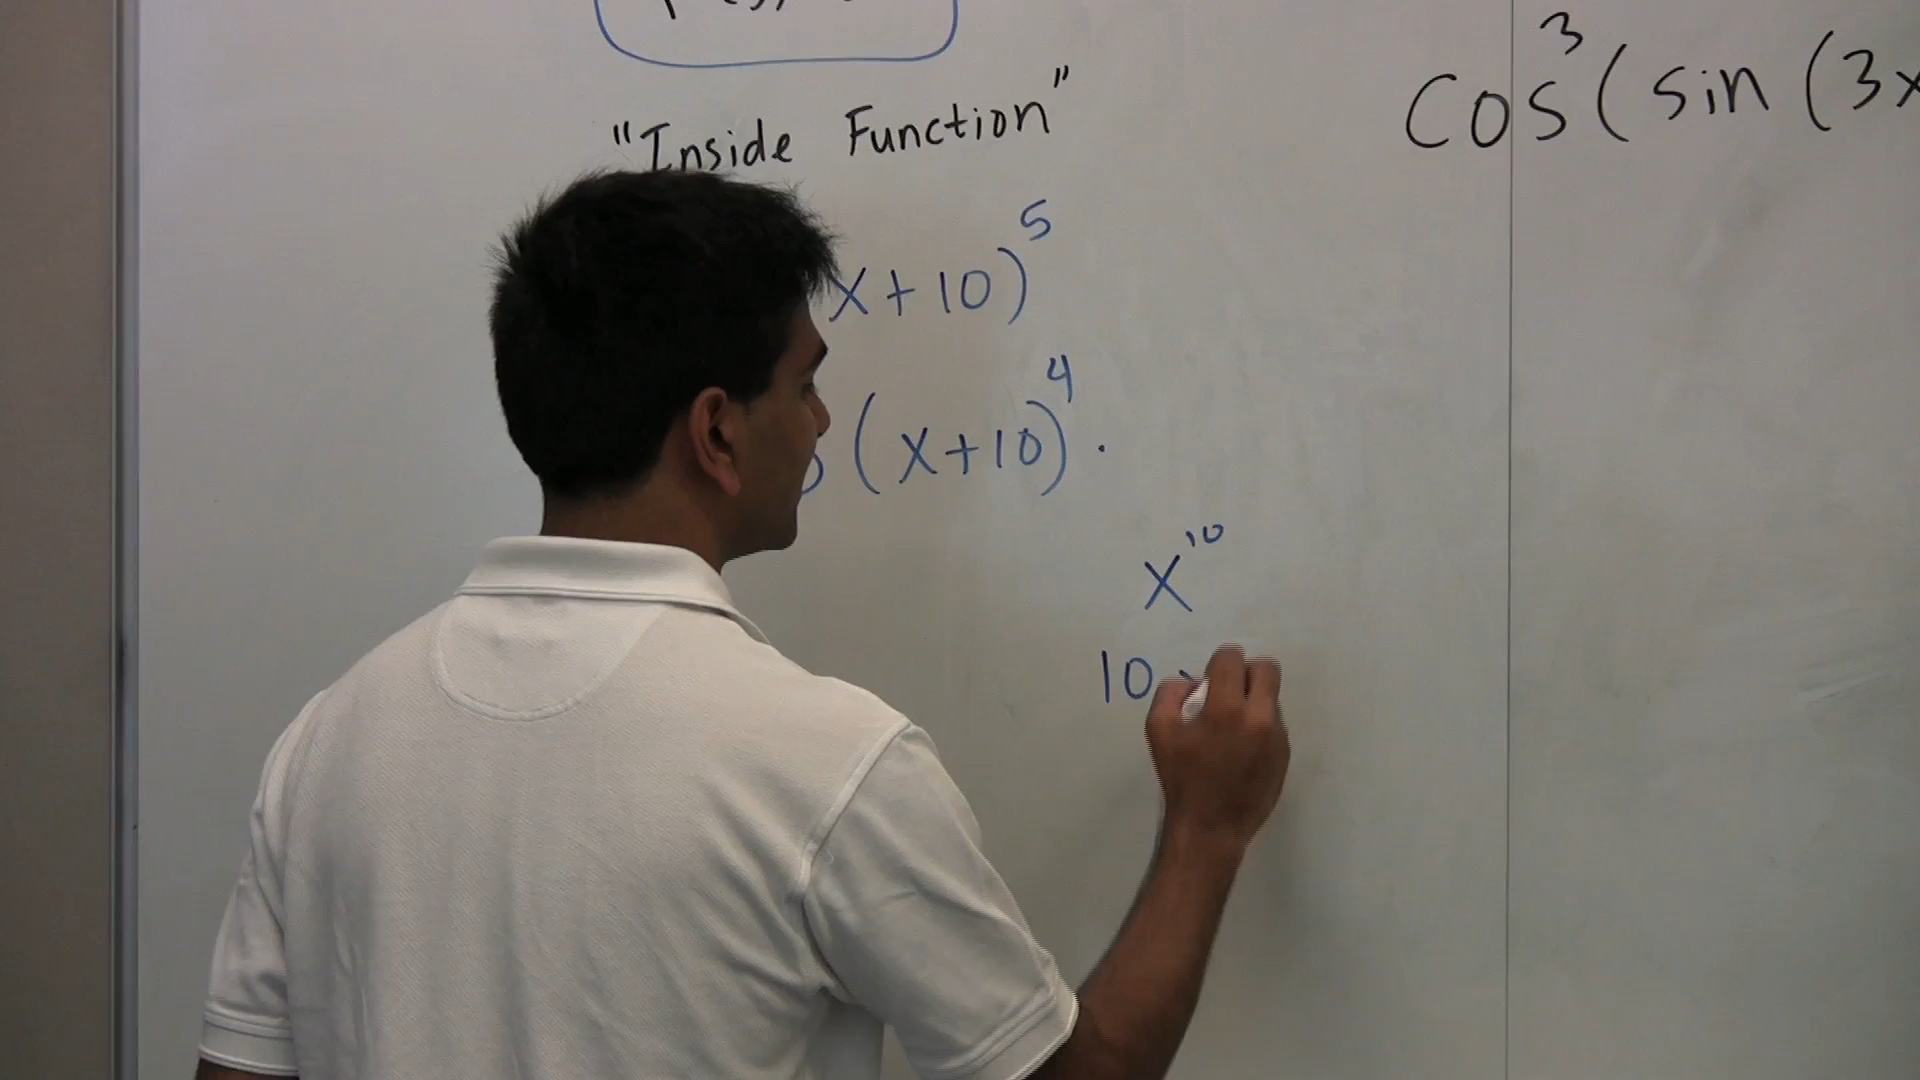 "Inside Function"
cos³(sin(3x
x+10)⁵
(x+10)⁴ ·
x¹⁰
10